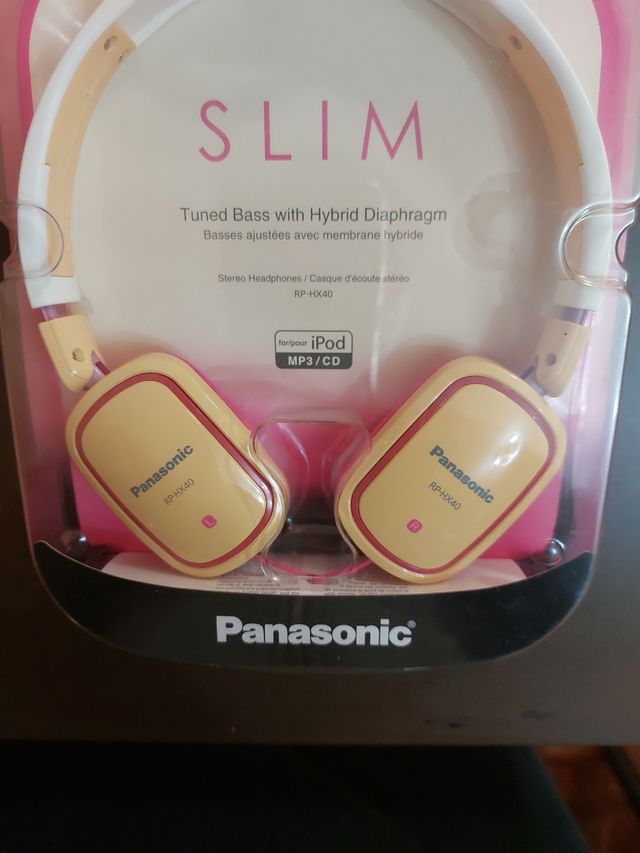 SLIM
Tuned Bass with Hybrid Diaphragm
Basses ajustées avec membrane hybride
Stereo Headphones / Casque d'écoute stéréo
RP-HX40
for/pour iPod
MP3/CD
Panasonic
RP-HX40
L
Panasonic
RP-HX40
R
Panasonic®